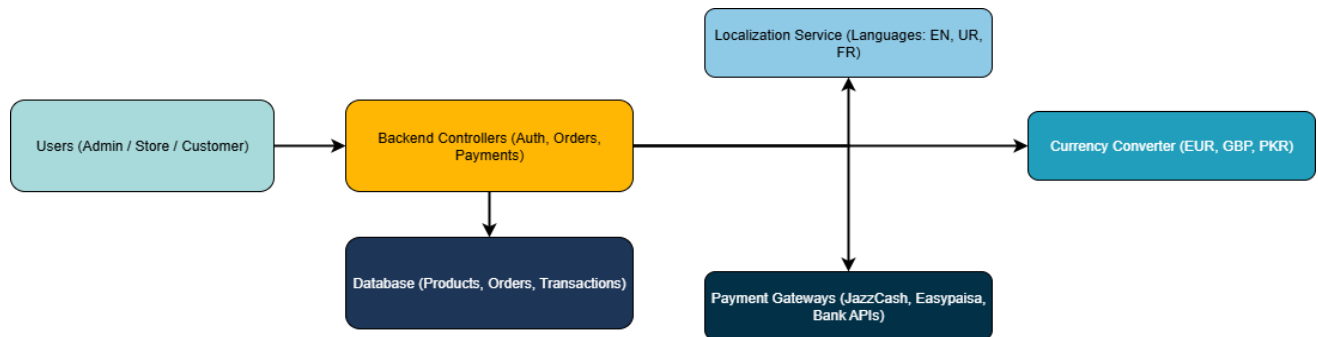 Localization Service (Languages: EN, UR,
FR)
Users (Admin / Store / Customer)
Backend Controllers (Auth, Orders,
Payments)
Currency Converter (EUR, GBP, PKR)
Database (Products, Orders, Transactions)
Payment Gateways (JazzCash, Easypaisa,
Bank APIs)